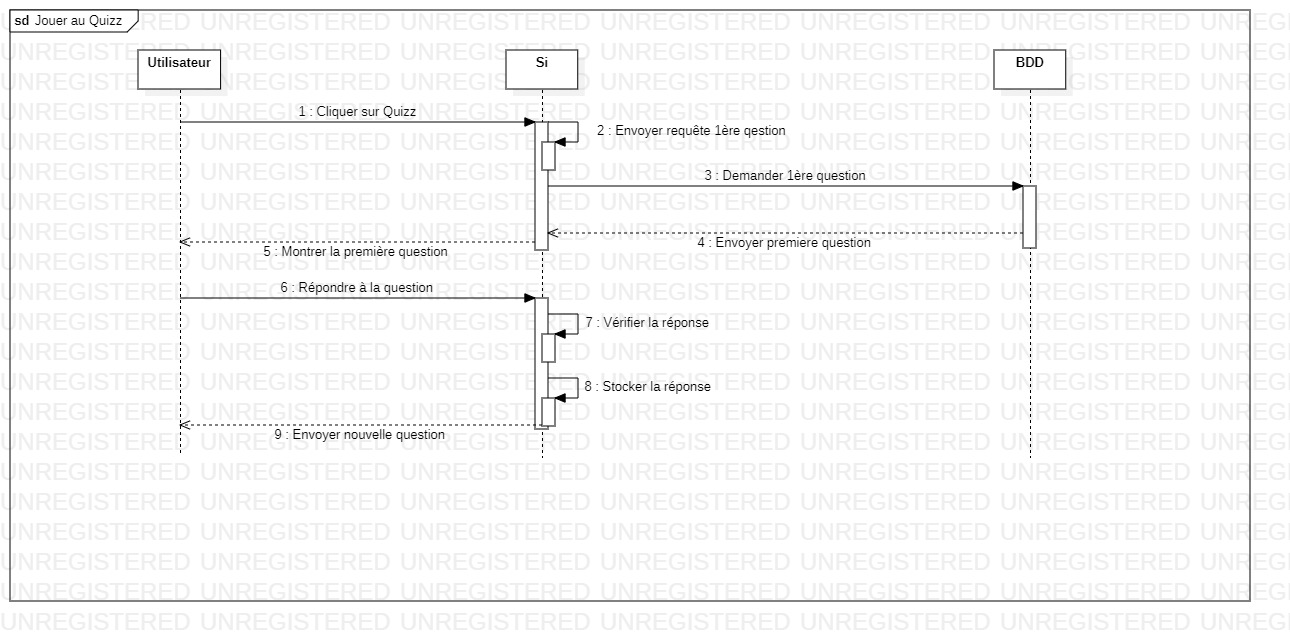 sd Jouer au Quizz
Utilisateur
Si
BDD
1 : Cliquer sur Quizz
2 : Envoyer requête 1ère qestion
3 : Demander 1ère question
4 : Envoyer premiere question
5 : Montrer la première question
6 : Répondre à la question
7 : Vérifier la réponse
8 : Stocker la réponse
9 : Envoyer nouvelle question
UNREGISTERED UNREGISTERED UNREGISTERED UNREGISTERED UNREGISTERED UNREGISTERED